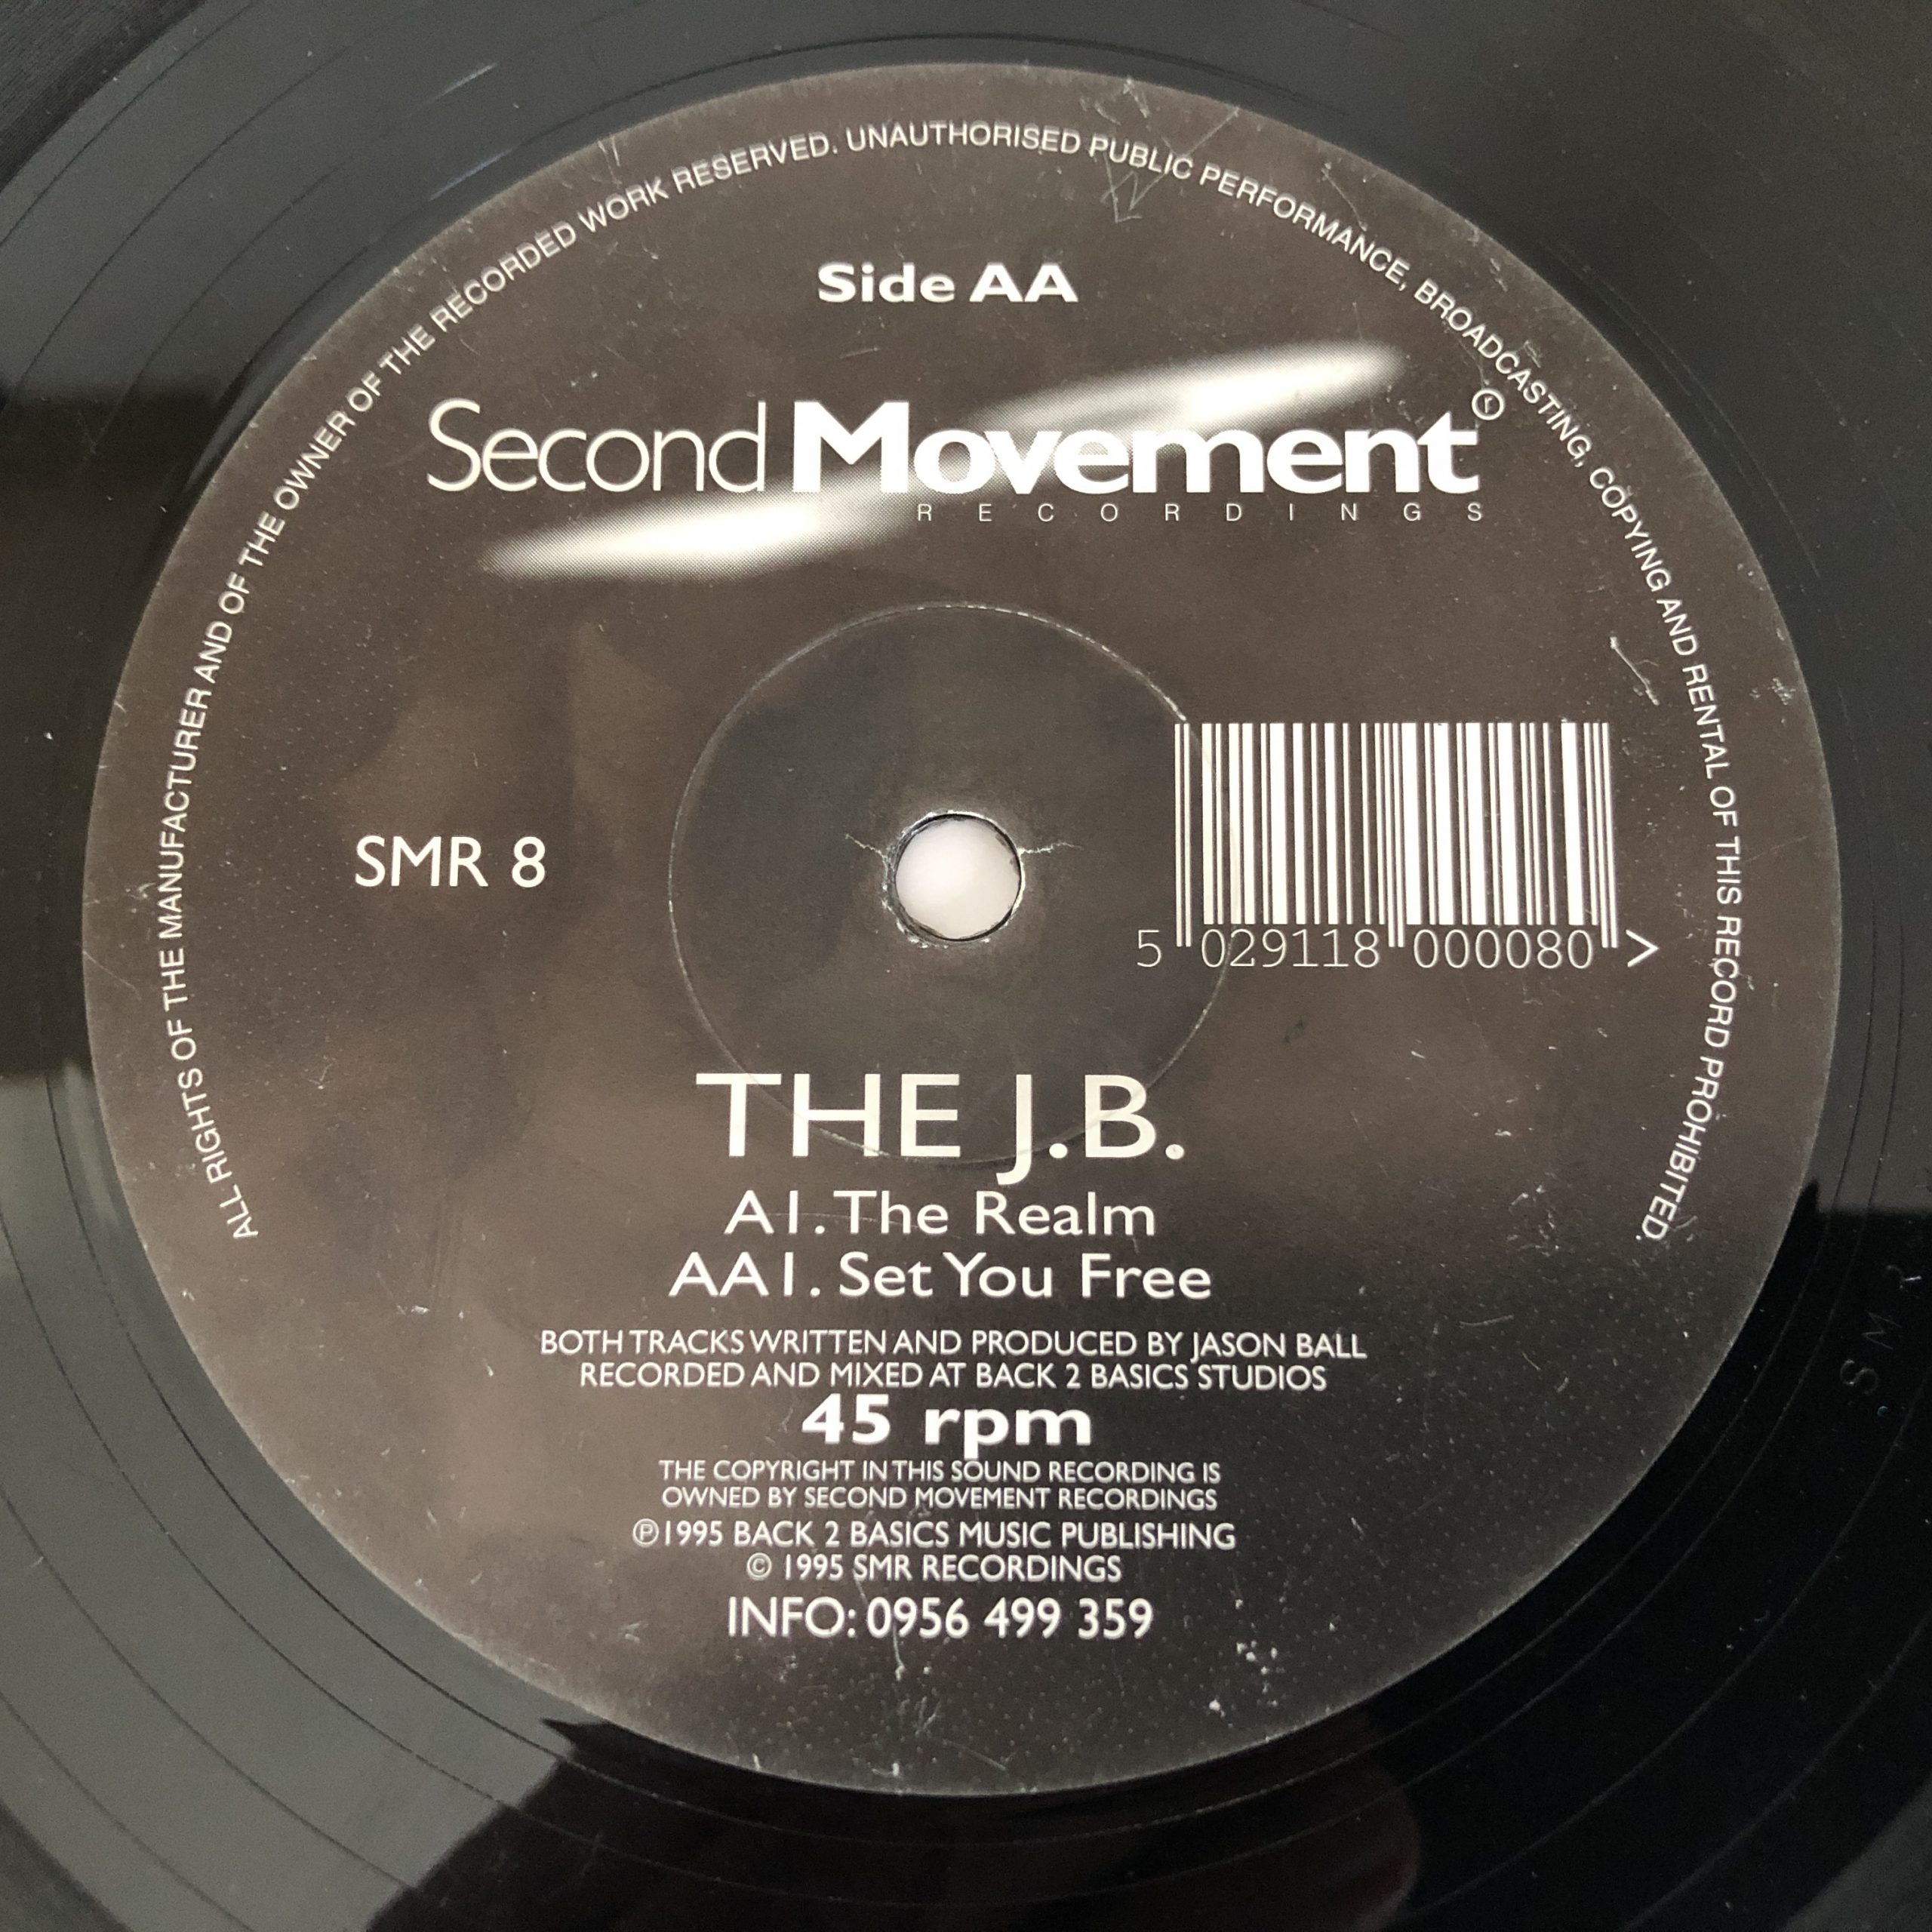 ALL RIGHTS OF THE MANUFACTURER AND OF THE OWNER OF THE RECORDED WORK RESERVED. UNAUTHORISED PUBLIC PERFORMANCE, BROADCASTING, COPYING AND RENTAL OF THIS RECORD PROHIBITED.
Side AA
Second Movement
RECORDINGS
SMR 8
5 029118 000080 >
THE J.B.
A1. The Realm
AA1. Set You Free
BOTH TRACKS WRITTEN AND PRODUCED BY JASON BALL
RECORDED AND MIXED AT BACK 2 BASICS STUDIOS
45 rpm
THE COPYRIGHT IN THIS SOUND RECORDING IS
OWNED BY SECOND MOVEMENT RECORDINGS
℗1995 BACK 2 BASICS MUSIC PUBLISHING
© 1995 SMR RECORDINGS
INFO: 0956 499 359
SMR